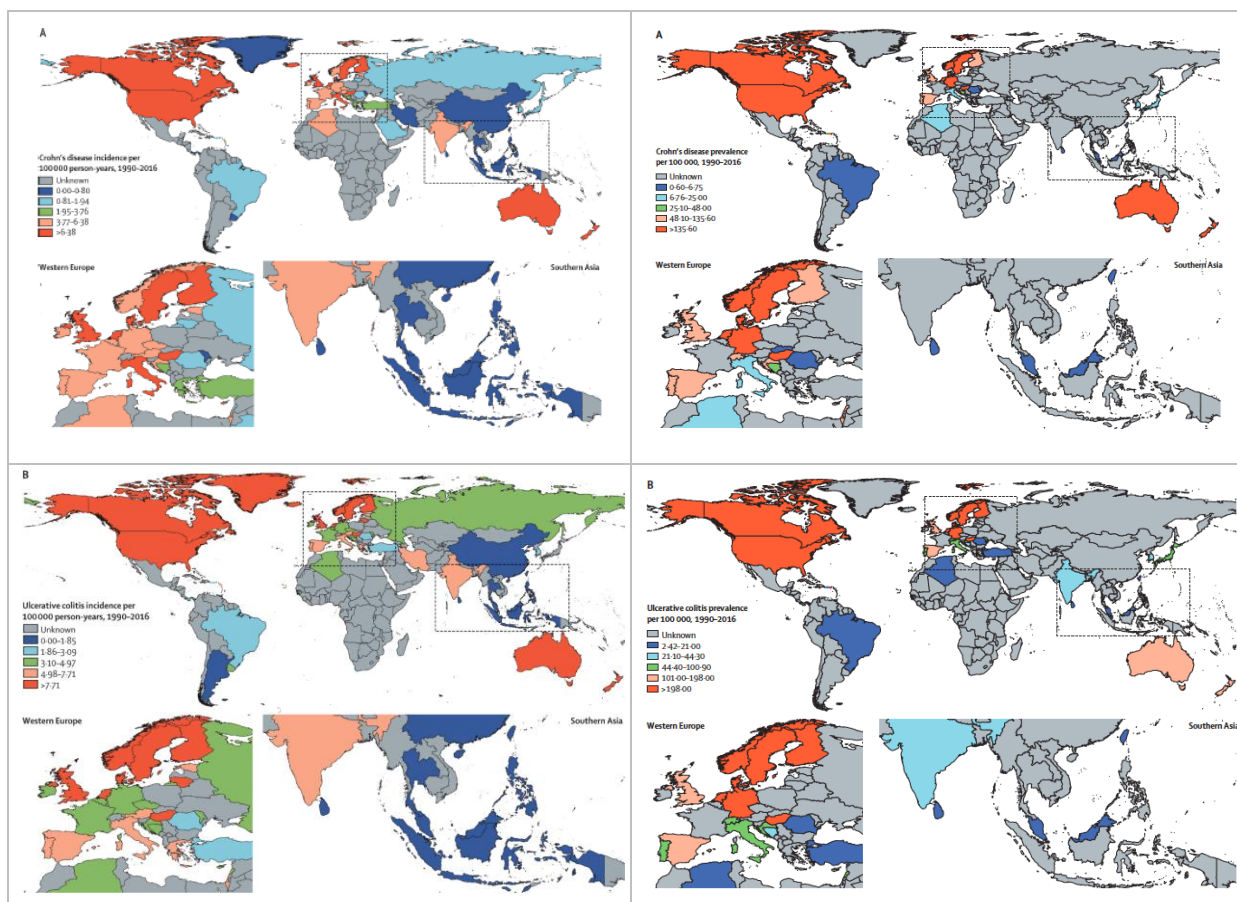 A
Crohn's disease incidence per
100 000 person-years, 1990–2016
Unknown
0·00–0·80
0·81–1·94
1·95–3·76
3·77–6·38
>6·38
Western Europe
Southern Asia
A
Crohn's disease prevalence
per 100 000, 1990–2016
Unknown
0·60–6·75
6·76–25·00
25·10–48·00
48·10–135·60
>135·60
Western Europe
Southern Asia
B
Ulcerative colitis incidence per
100 000 person-years, 1990–2016
Unknown
0·00–1·85
1·86–3·09
3·10–4·97
4·98–7·71
>7·71
Western Europe
Southern Asia
B
Ulcerative colitis prevalence
per 100 000, 1990–2016
Unknown
2·42–21·00
21·10–44·30
44·40–100·90
101·00–198·00
>198·00
Western Europe
Southern Asia